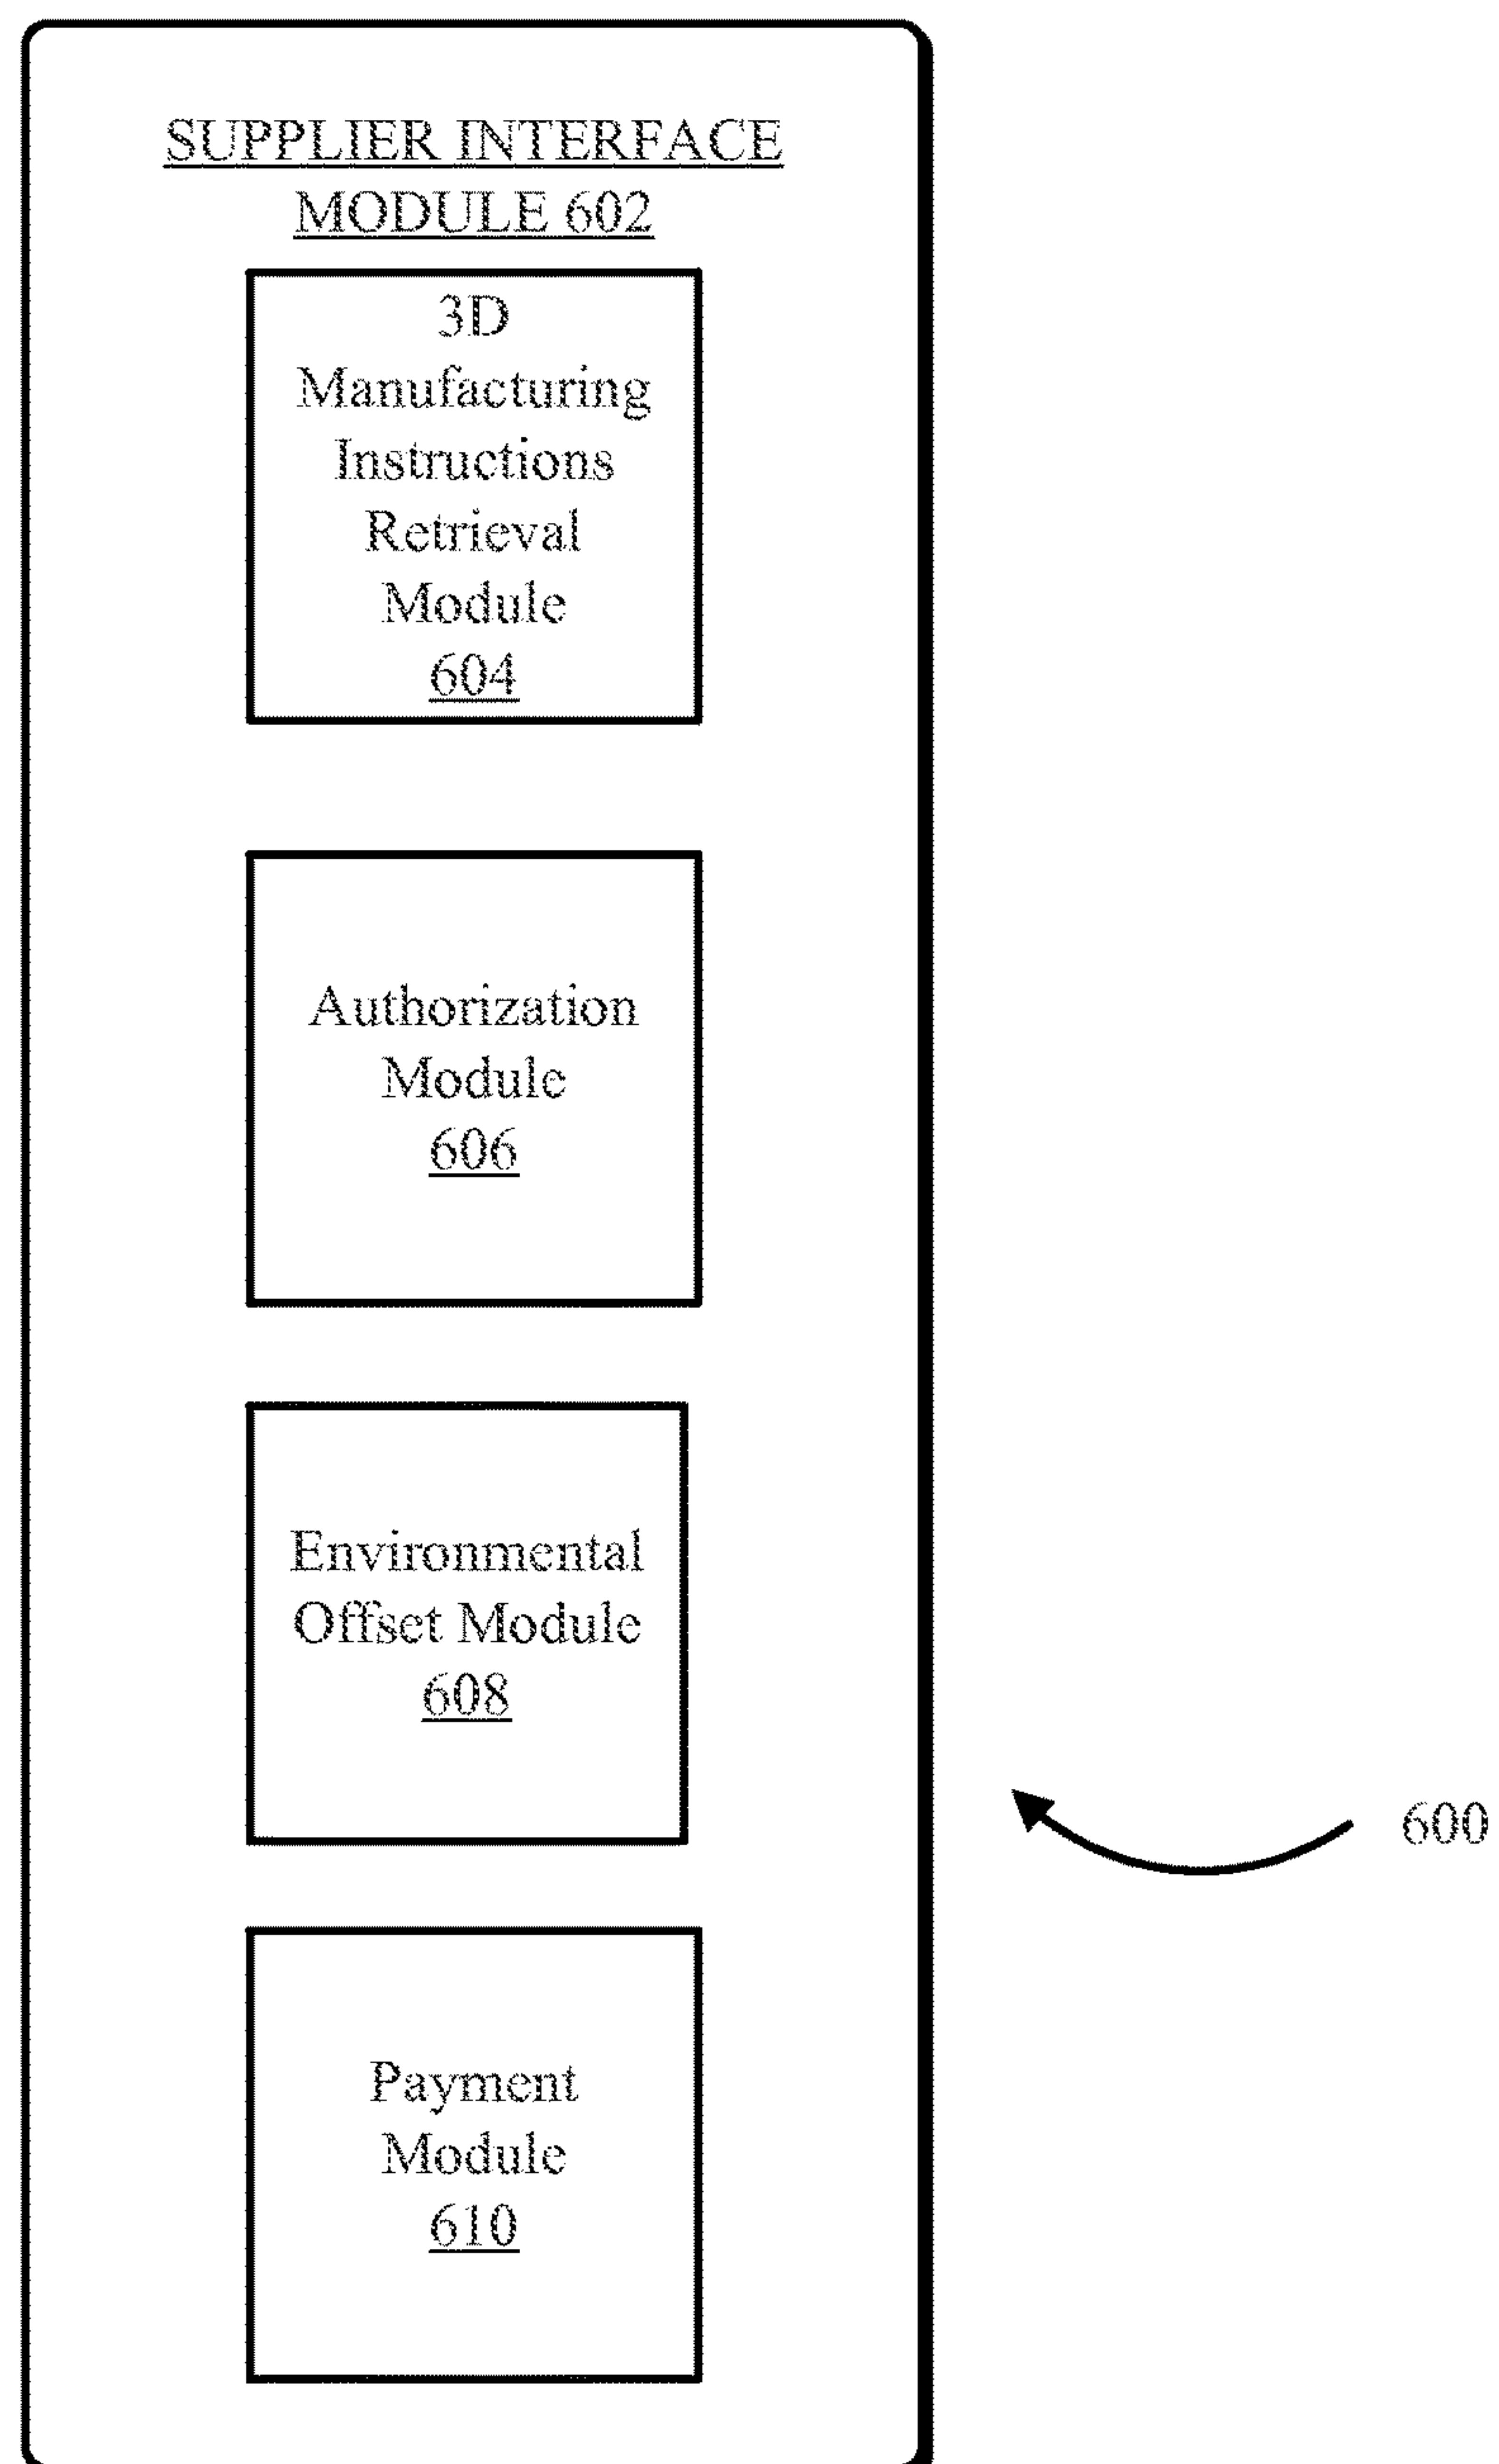 SUPPLIER INTERFACE
MODULE 602
3D
Manufacturing
Instructions
Retrieval
Module
604
Authorization
Module
606
Environmental
Offset Module
608
600
Payment
Module
610